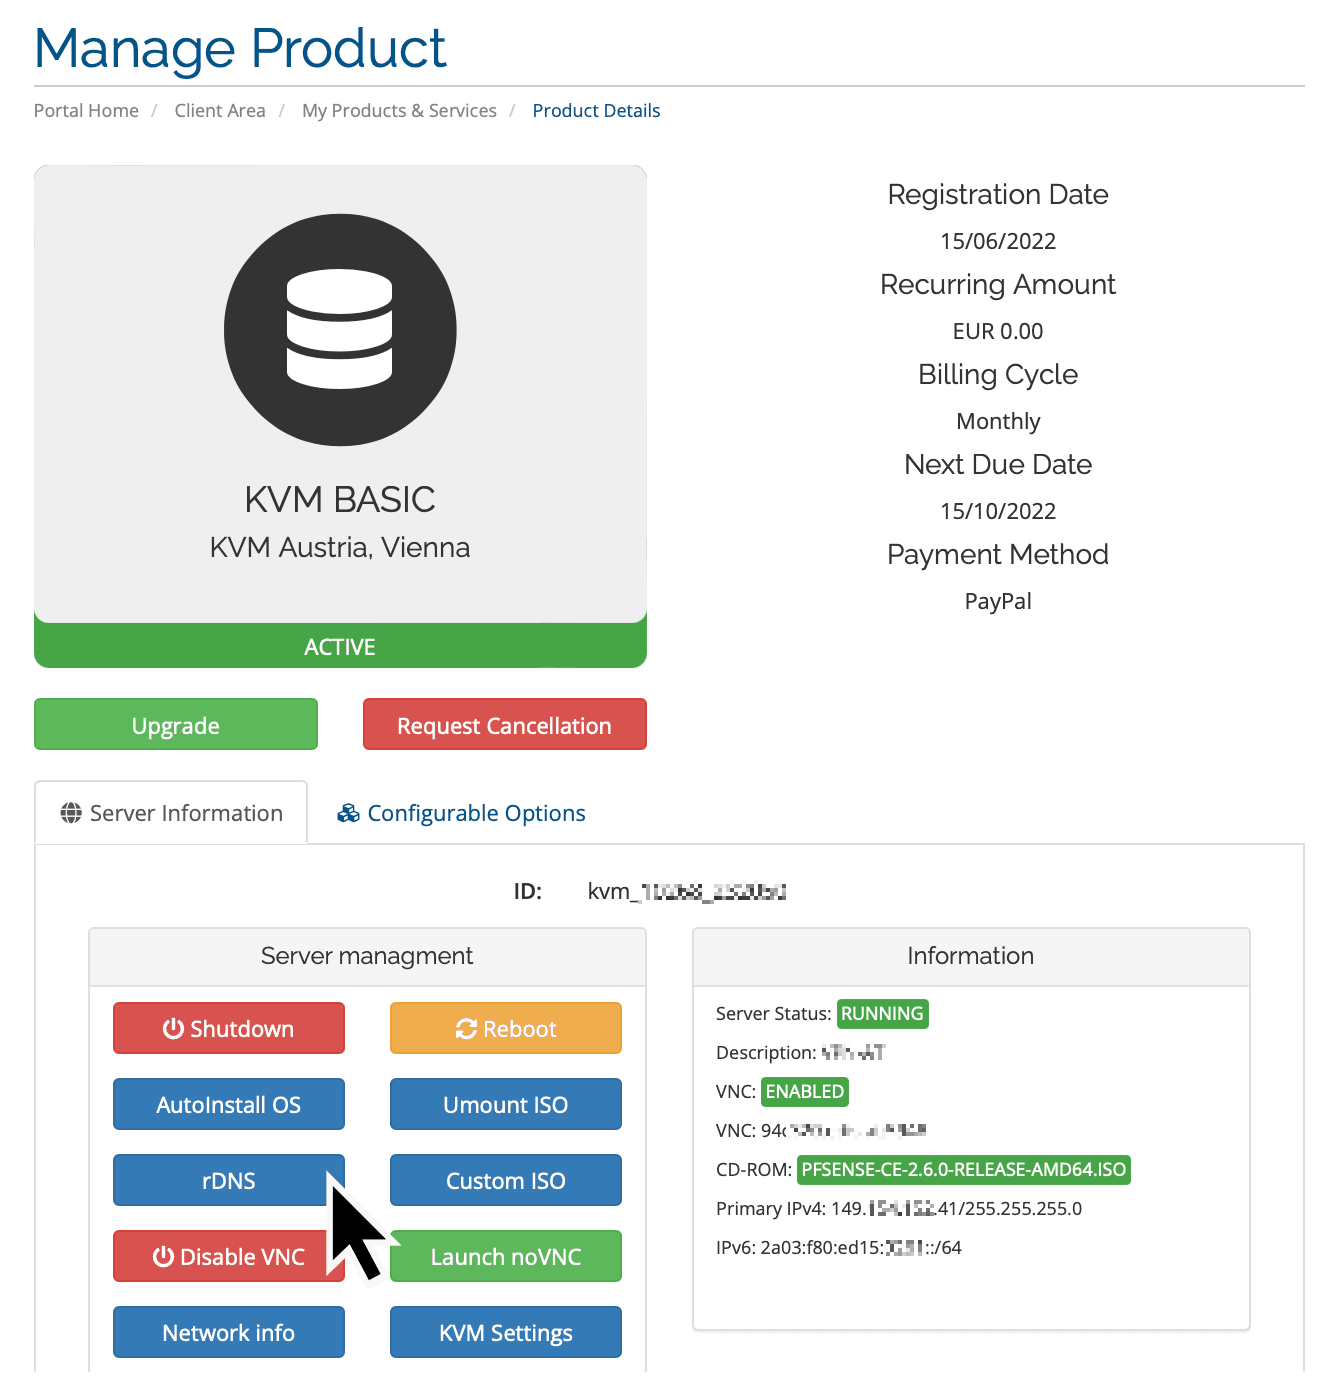 Manage Product
Portal Home / Client Area / My Products & Services / Product Details
KVM BASIC
KVM Austria, Vienna
ACTIVE
Upgrade
Request Cancellation
Registration Date
15/06/2022
Recurring Amount
EUR 0.00
Billing Cycle
Monthly
Next Due Date
15/10/2022
Payment Method
PayPal
Server Information
Configurable Options
ID: kvm_
Server managment
Shutdown
Reboot
AutoInstall OS
Umount ISO
rDNS
Custom ISO
Disable VNC
Launch noVNC
Network info
KVM Settings
Information
Server Status: RUNNING
Description:
VNC: ENABLED
VNC: 94
CD-ROM: PFSENSE-CE-2.6.0-RELEASE-AMD64.ISO
Primary IPv4: 149. .41/255.255.255.0
IPv6: 2a03:f80:ed15: ::/64